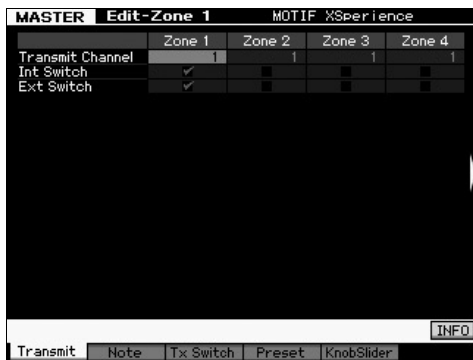 MASTER Edit-Zone 1 MOTIF XSperience
Zone 1 Zone 2 Zone 3 Zone 4
Transmit Channel 1 1 1 1
Int Switch
Ext Switch
INFO
Transmit Note Tx Switch Preset KnobSlider